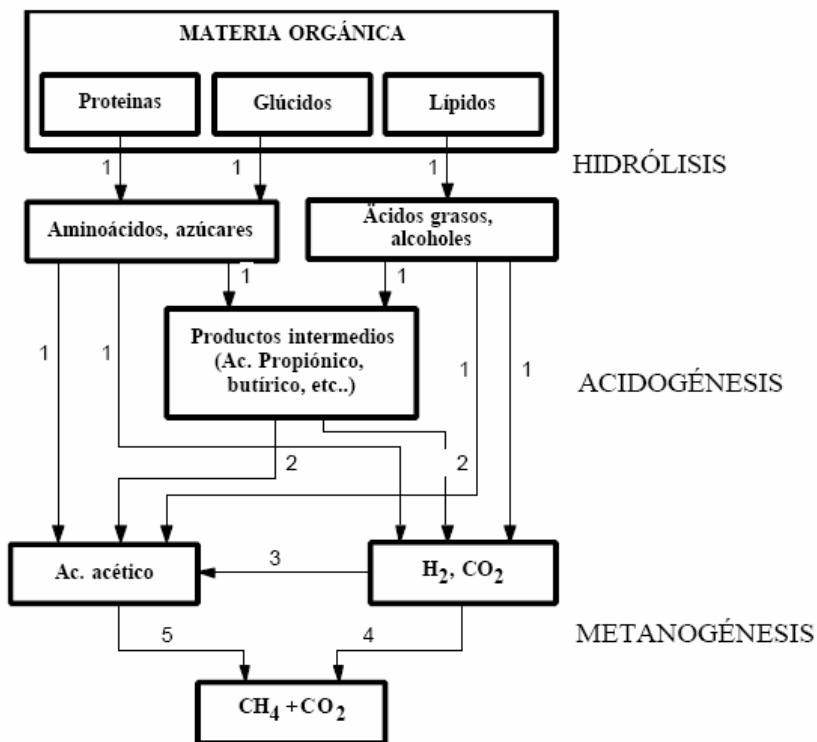 MATERIA ORGÁNICA
Proteinas
Glúcidos
Lípidos
1
1
1
HIDRÓLISIS
Aminoácidos, azúcares
Äcidos grasos,
alcoholes
1
1
1
1
1
1
Productos intermedios
(Ac. Propiónico,
butírico, etc..)
ACIDOGÉNESIS
2
2
Ac. acético
3
H2, CO2
5
4
METANOGÉNESIS
CH4 + CO2